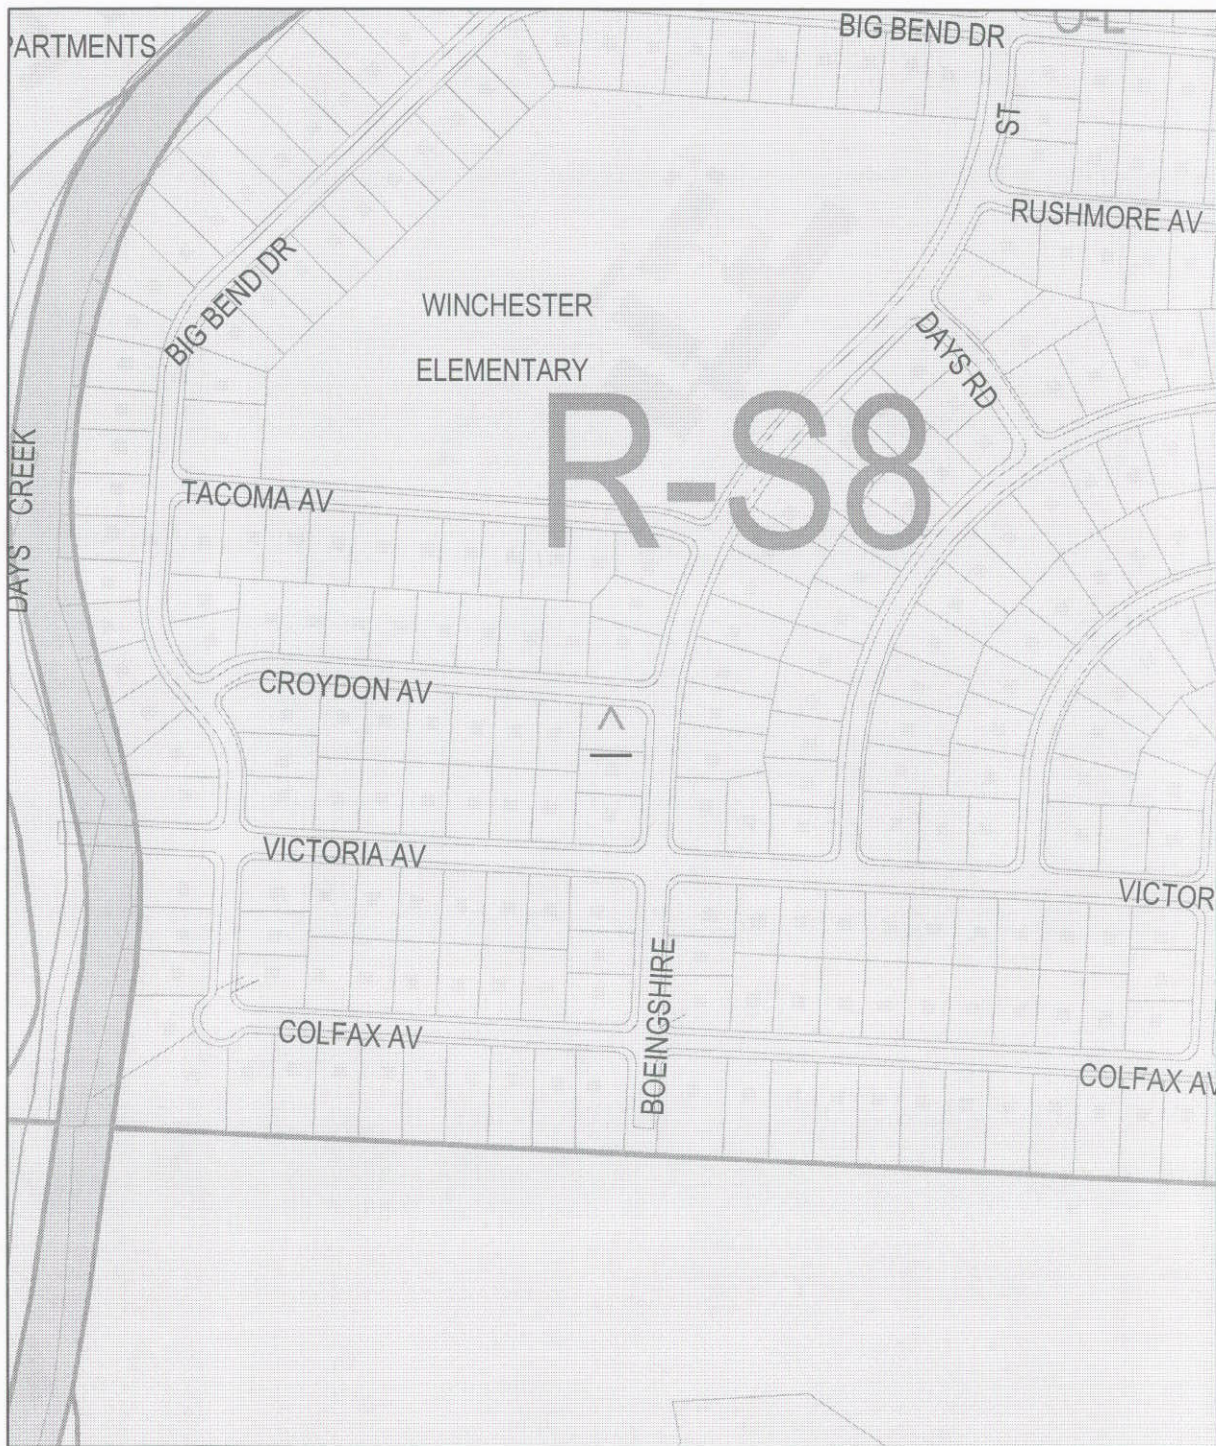 PARTMENTS
BIG BEND DR
O-L
ST
RUSHMORE AV
BIG BEND DR
WINCHESTER
ELEMENTARY
DAYS RD
R-S8
DAYS CREEK
TACOMA AV
CROYDON AV
VICTORIA AV
VICTOR
BOEINGSHIRE
COLFAX AV
COLFAX AV